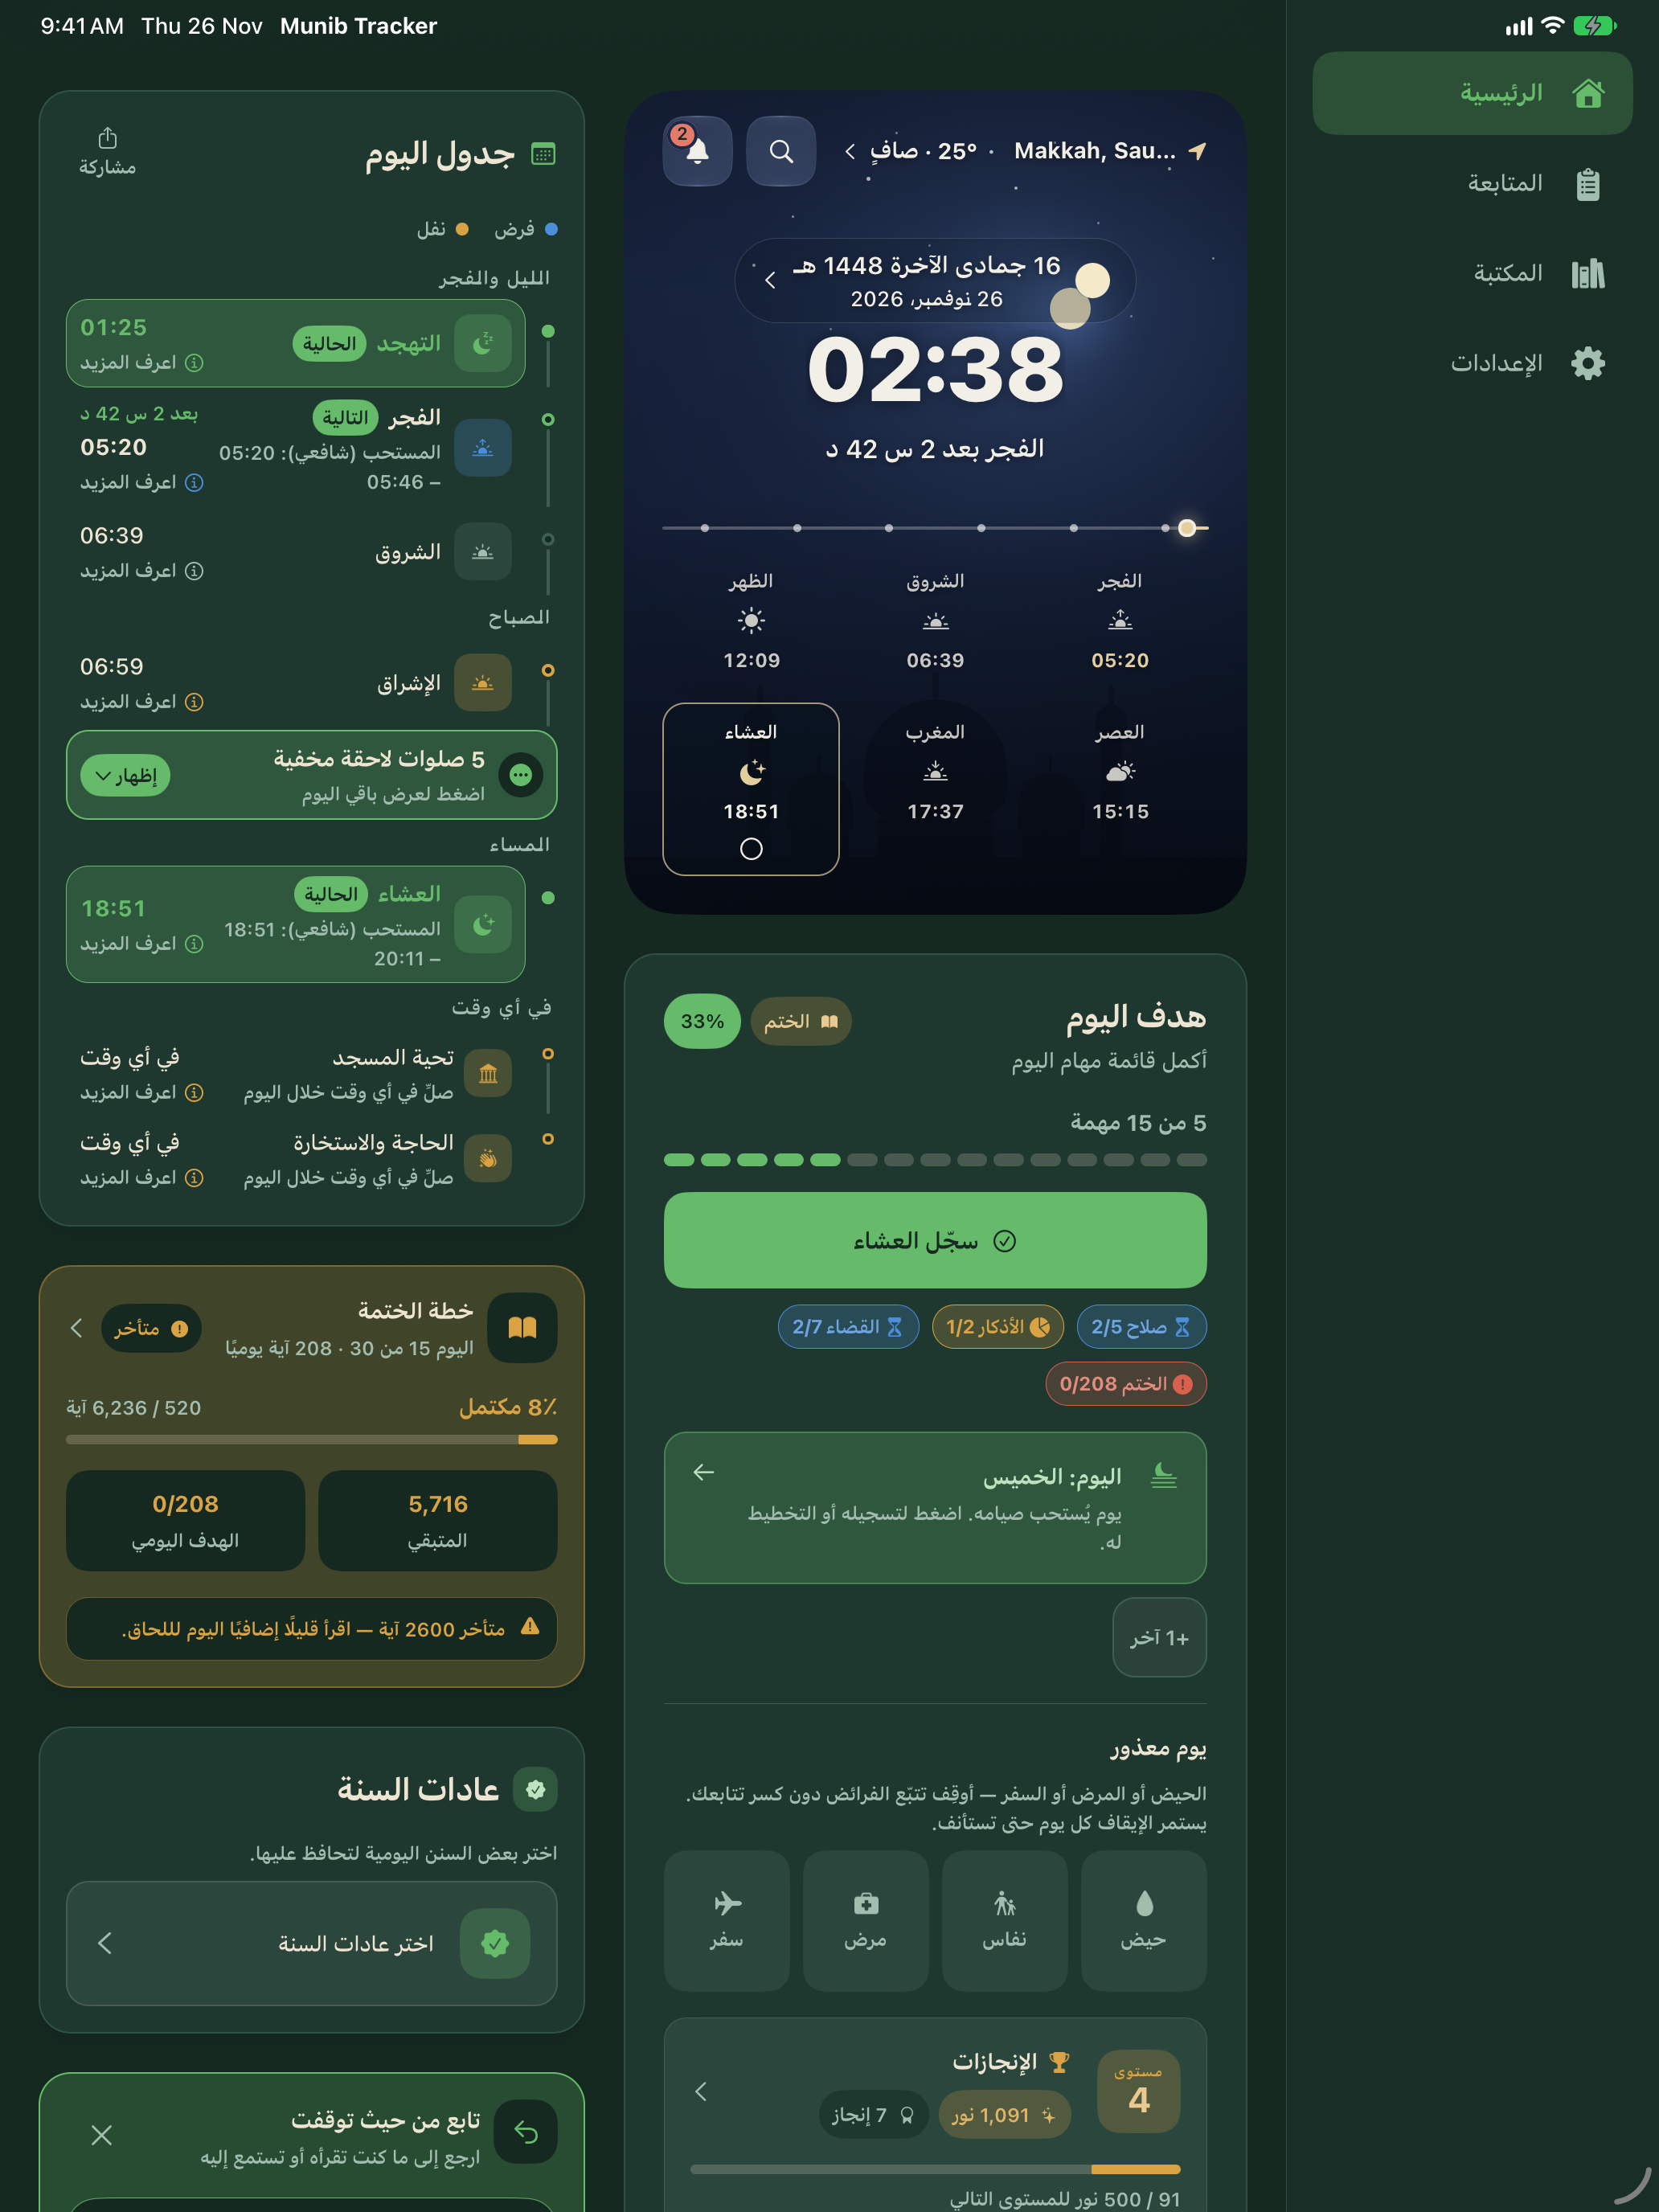 9:41 AM Thu 26 Nov Munib Tracker
الرئيسية
المتابعة
المكتبة
الإعدادات
Makkah, Sau... · 25° · صافٍ
2
16 جمادى الآخرة 1448 هـ
26 نوفمبر، 2026
02:38
الفجر بعد 2 س 42 د
الفجر
الشروق
الظهر
05:20
06:39
12:09
العصر
المغرب
العشاء
15:15
17:37
18:51
هدف اليوم
الختم
33%
أكمل قائمة مهام اليوم
5 من 15 مهمة
سجّل العشاء
صلاح 2/5
الأذكار 1/2
القضاء 2/7
الختم 0/208
اليوم: الخميس
يوم يُستحب صيامه. اضغط لتسجيله أو التخطيط
له.
+1 آخر
يوم معذور
الحيض أو المرض أو السفر — أوقِف تتبّع الفرائض دون كسر تتابعك.
يستمر الإيقاف كل يوم حتى تستأنف.
حيض
نفاس
مرض
سفر
مستوى
4
الإنجازات
1,091 نور
7 إنجاز
91 / 500 نور للمستوى التالي
جدول اليوم
مشاركة
فرض
نفل
الليل والفجر
التهجد
الحالية
01:25
اعرف المزيد
الفجر
التالية
المستحب (شافعي): 05:20
– 05:46
بعد 2 س 42 د
05:20
اعرف المزيد
الشروق
06:39
اعرف المزيد
الصباح
الإشراق
06:59
اعرف المزيد
5 صلوات لاحقة مخفية
اضغط لعرض باقي اليوم
إظهار
المساء
العشاء
الحالية
المستحب (شافعي): 18:51
– 20:11
18:51
اعرف المزيد
في أي وقت
تحية المسجد
صلِّ في أي وقت خلال اليوم
في أي وقت
اعرف المزيد
الحاجة والاستخارة
صلِّ في أي وقت خلال اليوم
في أي وقت
اعرف المزيد
خطة الختمة
اليوم 15 من 30 · 208 آية يوميًا
متأخر
8٪ مكتمل
520 / 6,236 آية
5,716
المتبقي
0/208
الهدف اليومي
متأخر 2600 آية — اقرأ قليلًا إضافيًا اليوم لللحاق.
عادات السنة
اختر بعض السنن اليومية لتحافظ عليها.
اختر عادات السنة
تابع من حيث توقفت
ارجع إلى ما كنت تقرأه أو تستمع إليه